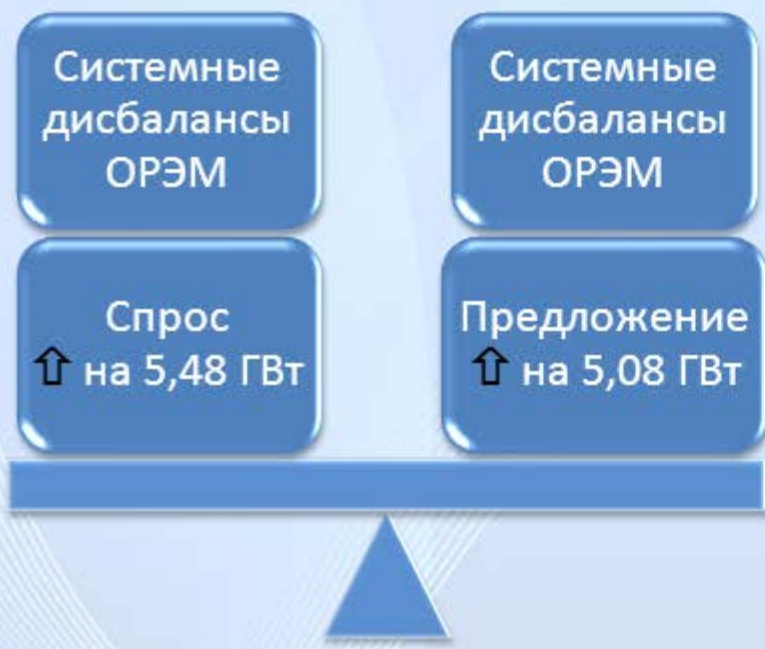 Системные
дисбалансы
ОРЭМ
Системные
дисбалансы
ОРЭМ
Спрос
⇧ на 5,48 ГВт
Предложение
⇧ на 5,08 ГВт